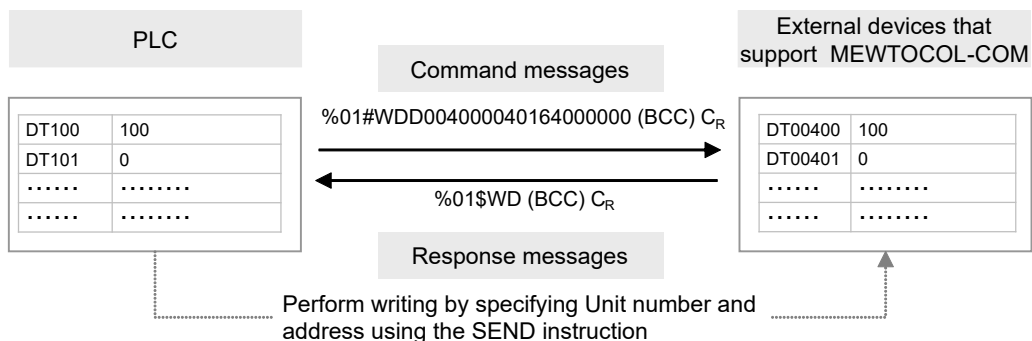 PLC
External devices that
support MEWTOCOL-COM
Command messages
%01#WDD004000040164000000 (BCC) CR
DT100 100
DT101 0
...... ........
...... ........
DT00400 100
DT00401 0
...... ........
...... ........
%01$WD (BCC) CR
Response messages
Perform writing by specifying Unit number and
address using the SEND instruction